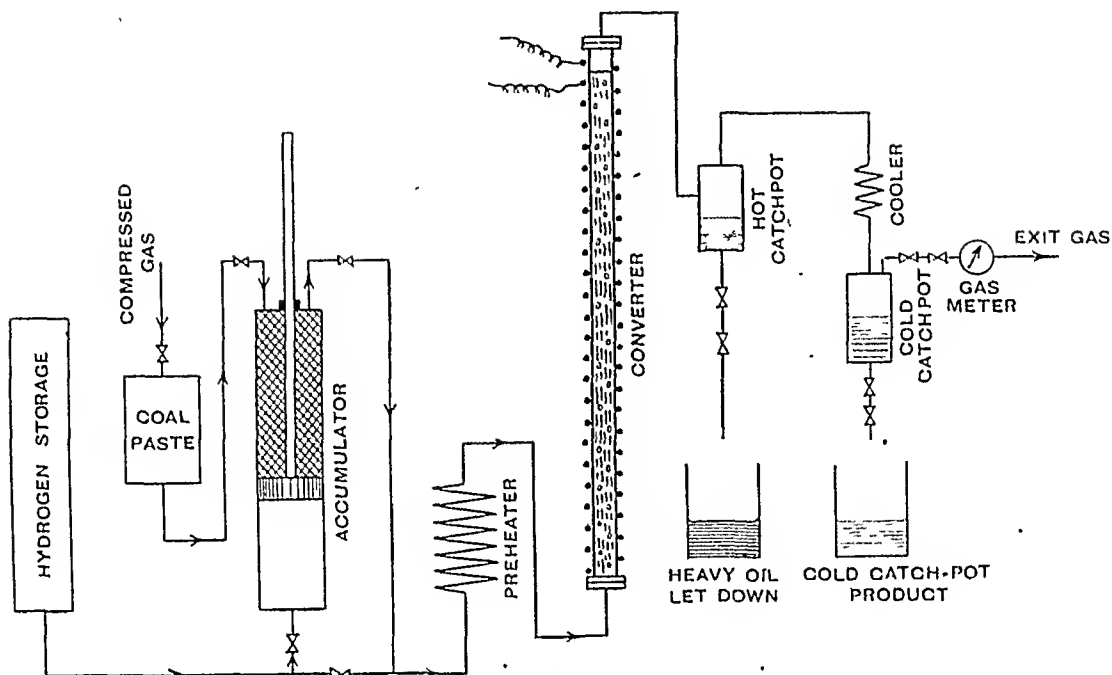 HYDROGEN STORAGE
COMPRESSED
GAS
COAL
PASTE
ACCUMULATOR
PREHEATER
CONVERTER
HOT
CATCHPOT
COOLER
COLD
CATCHPOT
EXIT GAS
GAS
METER
HEAVY OIL
LET DOWN
COLD CATCH-POT
PRODUCT